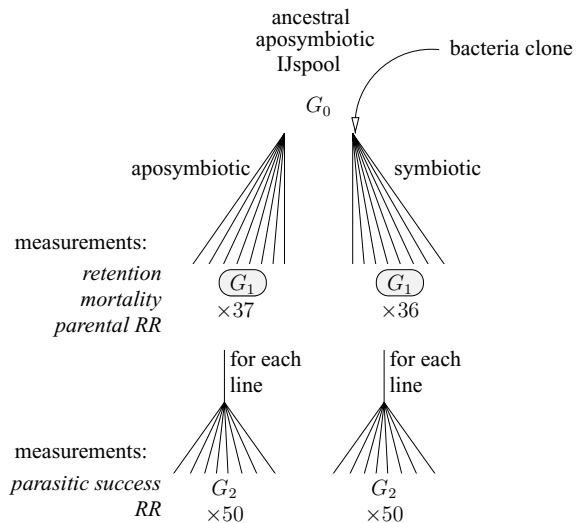 ancestral
aposymbiotic
IJspool
bacteria clone
G0
aposymbiotic
symbiotic
measurements:
retention
mortality
parental RR
G1
×37
G1
×36
for each
line
for each
line
measurements:
parasitic success
RR
G2
×50
G2
×50